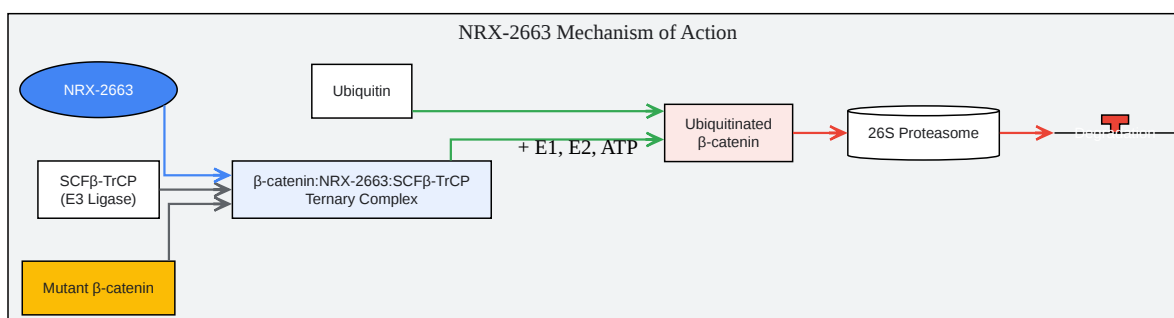 NRX-2663 Mechanism of Action
NRX-2663
Ubiquitin
Ubiquitinated
β-catenin
26S Proteasome
+ E1, E2, ATP
SCFβ-TrCP
(E3 Ligase)
β-catenin:NRX-2663:SCFβ-TrCP
Ternary Complex
Mutant β-catenin